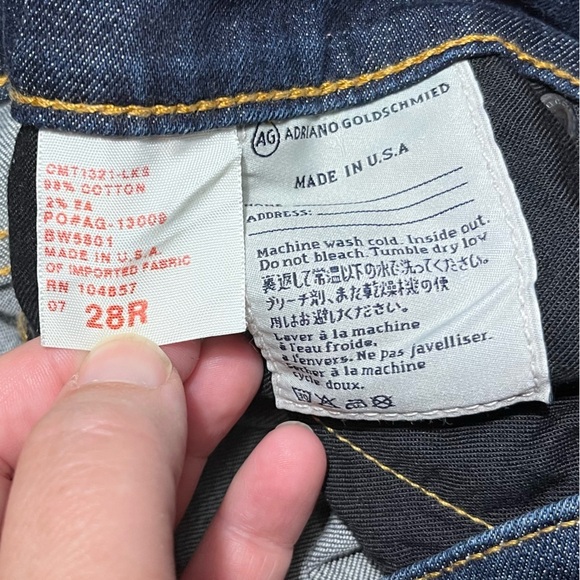 CMT1321-LKS
98% COTTON
2% EA
PO#AG-13009
BW5801
MADE IN U.S.A.
OF IMPORTED FABRIC
RN 104857
07 28R
AG ADRIANO GOLDSCHMIED
MADE IN U.S.A
ADDRESS:
Machine wash cold. Inside out.
Do not bleach. Tumble dry low
裏返して常温以下の水で洗ってください。
ブリーチ剤、また乾燥機の使
用はお避しください。
Laver à la machine
à l'eau froide,
à l'envers. Ne pas javelliser.
à la machine
cycle doux.